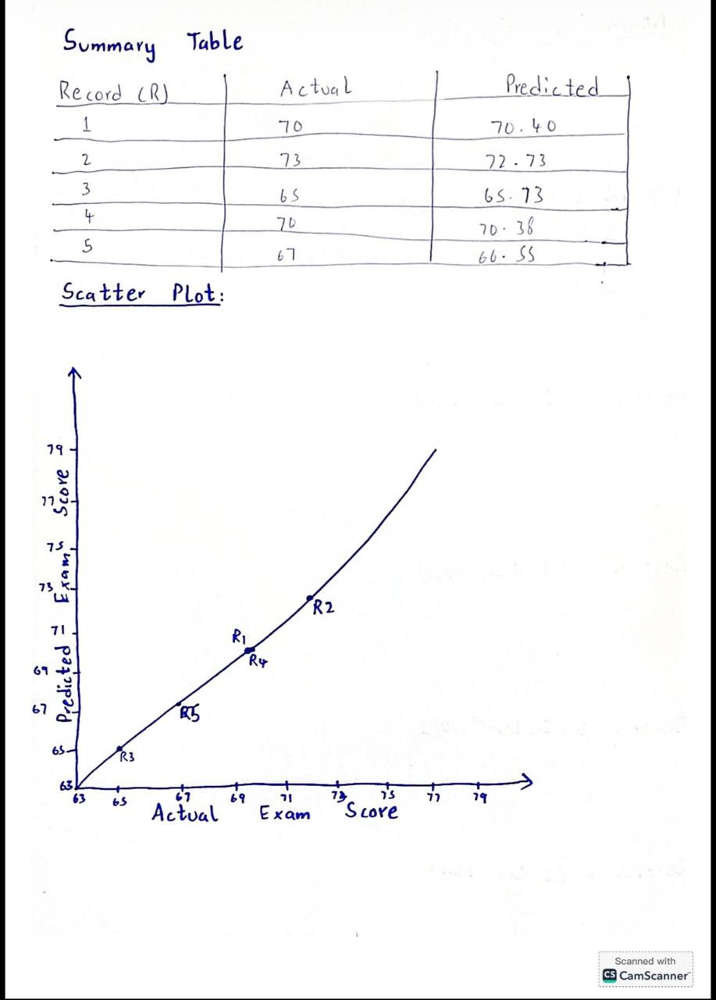 Summary Table
Record (R) Actual Predicted
1 70 70.40
2 73 72.73
3 65 65.73
4 70 70.38
5 67 66.55
Scatter Plot:
79
77
75
73
71
69
67
65
63
Predicted Exam Score
R2
R1
R4
R5
R3
63 65 67 69 71 73 75 77 79
Actual Exam Score
Scanned with
CS CamScanner